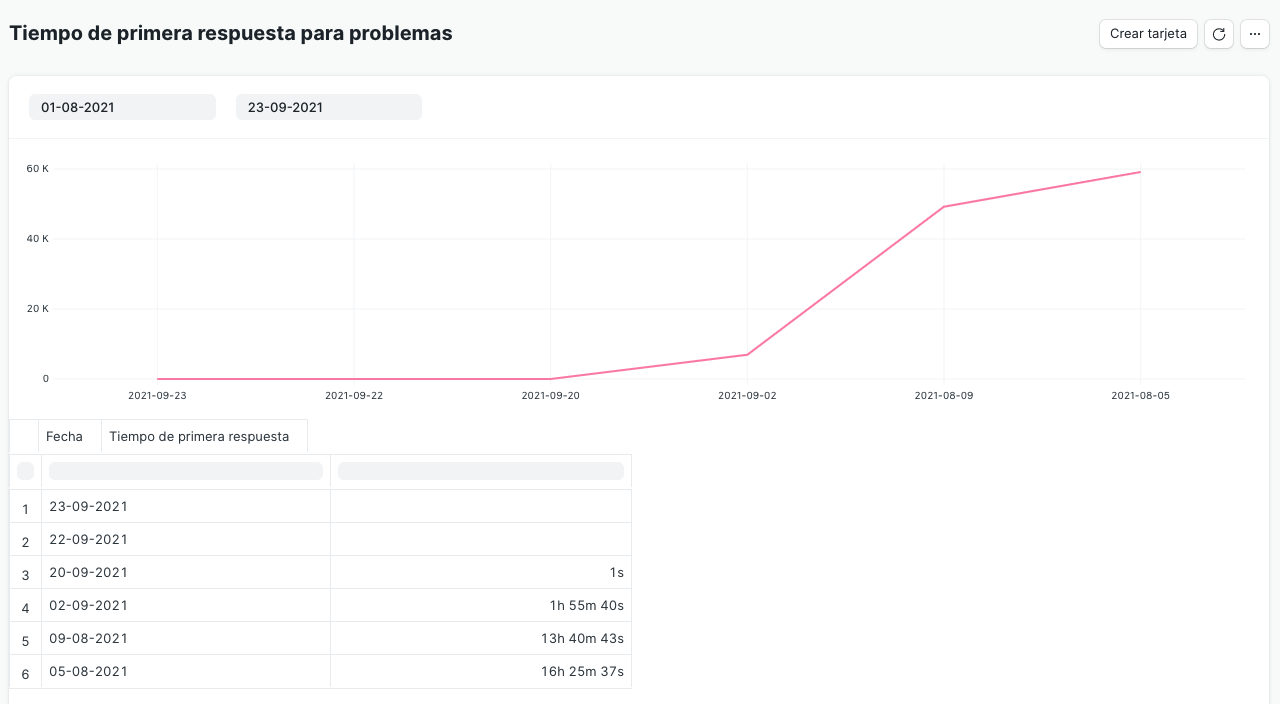 Tiempo de primera respuesta para problemas
Crear tarjeta
01-08-2021 23-09-2021
60 K
40 K
20 K
0
2021-09-23 2021-09-22 2021-09-20 2021-09-02 2021-08-09 2021-08-05
Fecha Tiempo de primera respuesta
1 23-09-2021
2 22-09-2021
3 20-09-2021 1s
4 02-09-2021 1h 55m 40s
5 09-08-2021 13h 40m 43s
6 05-08-2021 16h 25m 37s